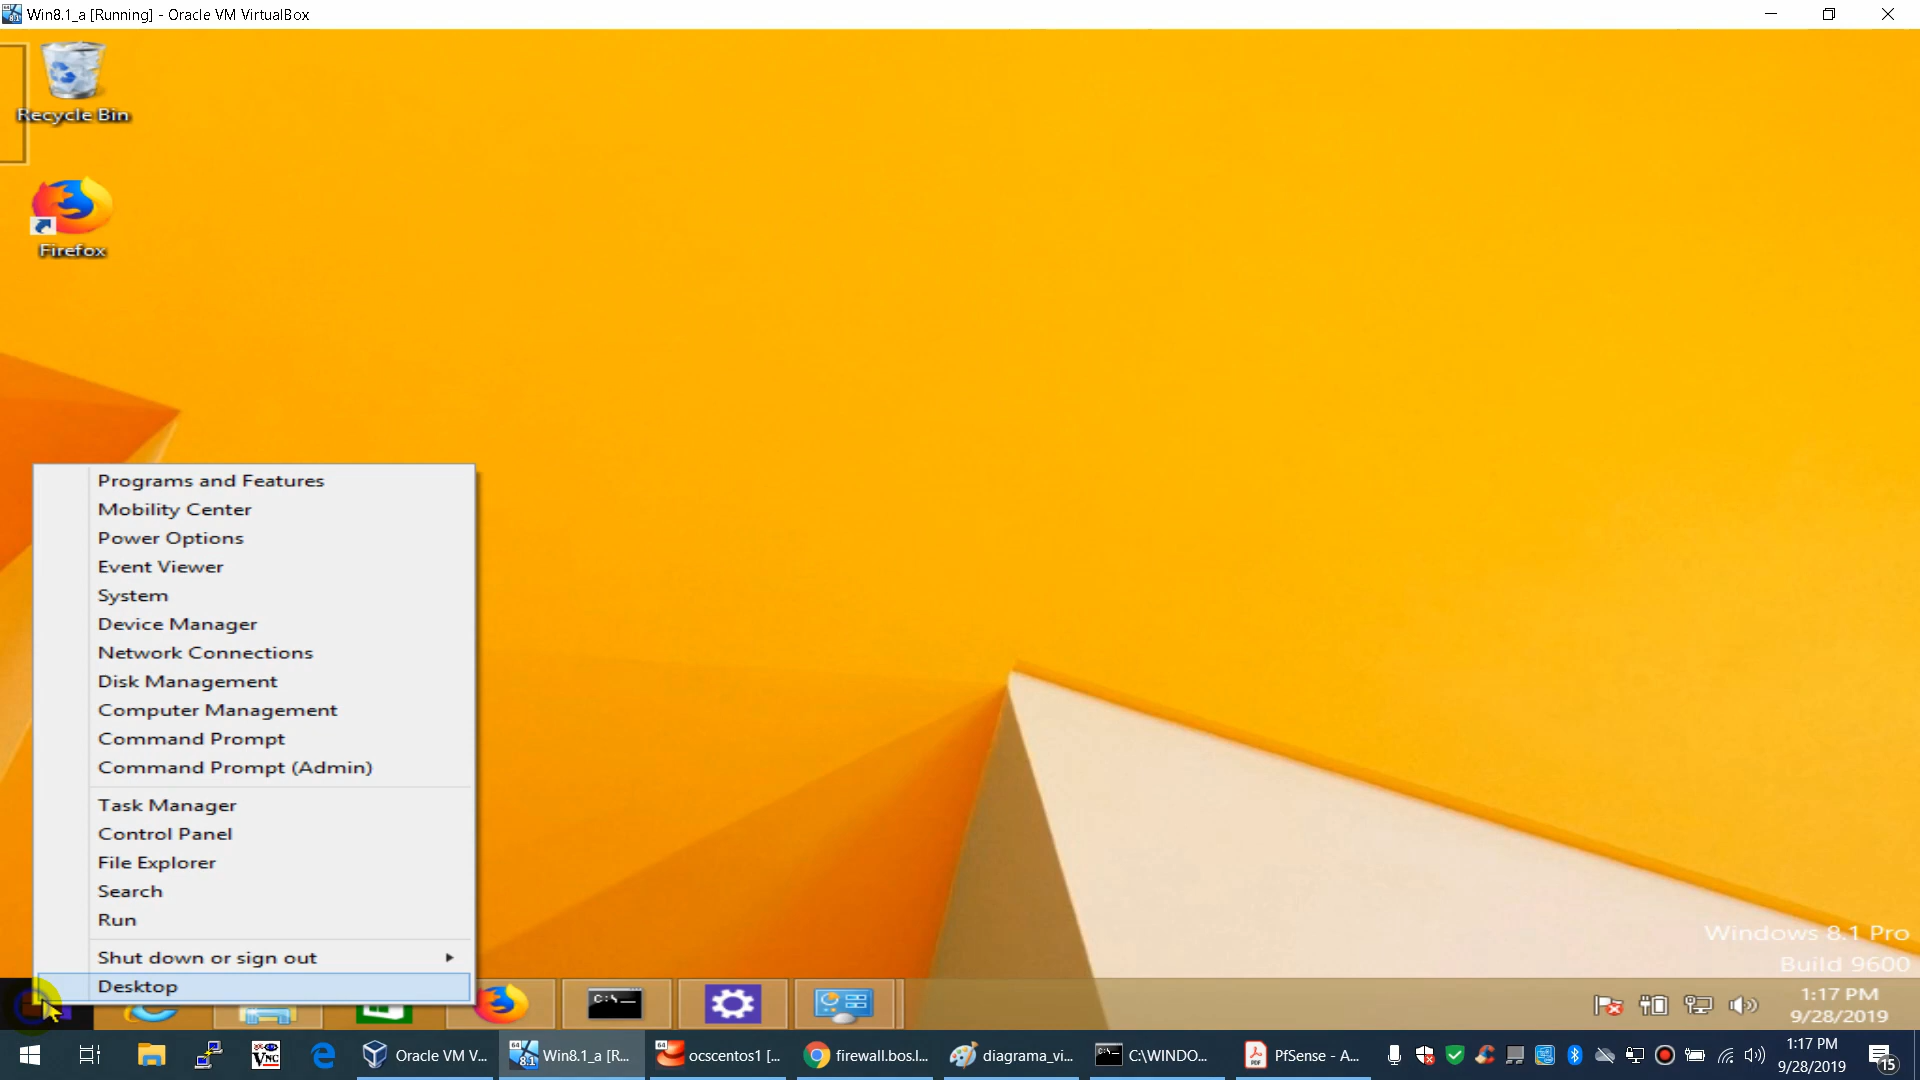 Win8.1_a [Running] - Oracle VM VirtualBox
Recycle Bin
Firefox
Programs and Features
Mobility Center
Power Options
Event Viewer
System
Device Manager
Network Connections
Disk Management
Computer Management
Command Prompt
Command Prompt (Admin)
Task Manager
Control Panel
File Explorer
Search
Run
Shut down or sign out
Desktop
Windows 8.1 Pro
Build 9600
1:17 PM
9/28/2019
Oracle VM V...
Win8.1_a [R...
ocscentos1 [...
firewall.bos.l...
diagrama_vi...
C:\WINDO...
PfSense - A...
1:17 PM
9/28/2019
15